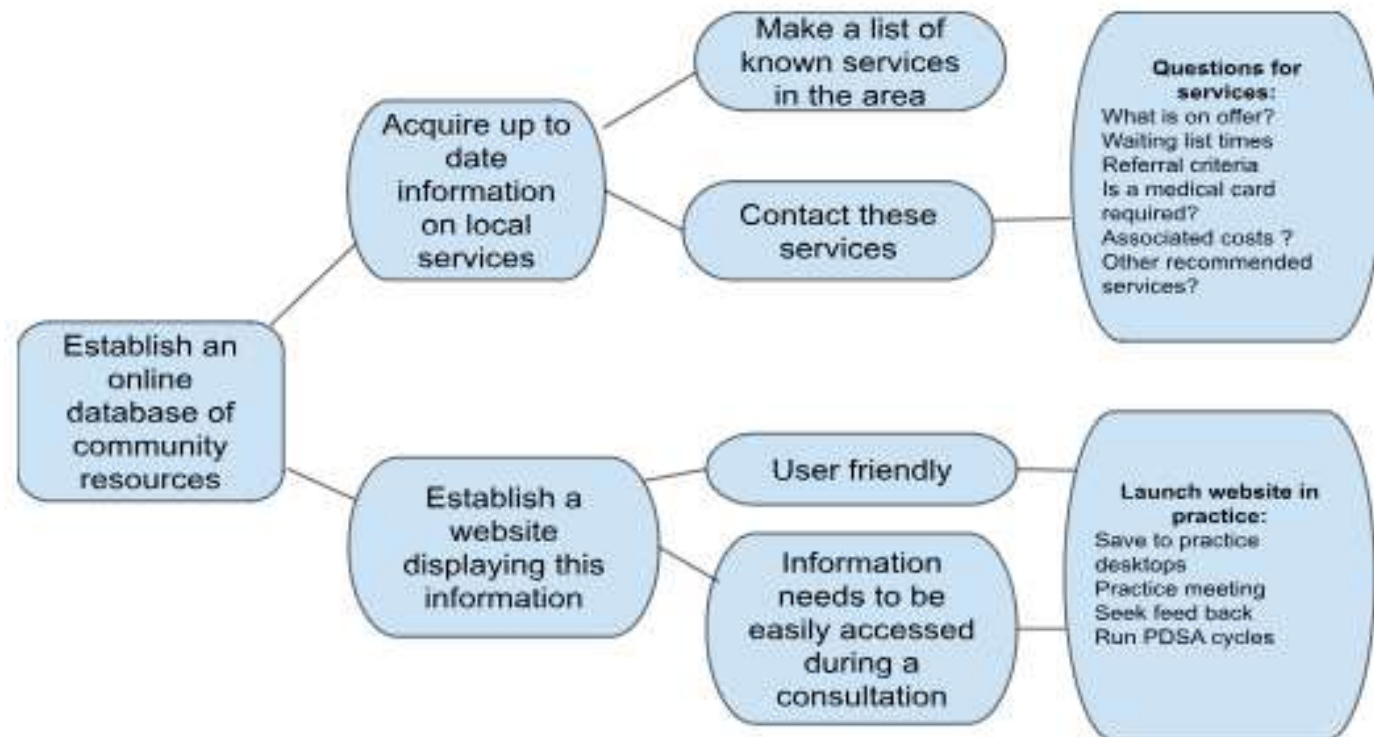 Establish an
online
database of
community
resources
Acquire up to
date
information
on local
services
Make a list of
known services
in the area
Contact these
services
Questions for
services:
What is on offer?
Waiting list times
Referral criteria
Is a medical card
required?
Associated costs ?
Other recommended
services?
Establish a
website
displaying this
information
User friendly
Information
needs to be
easily accessed
during a
consultation
Launch website in
practice:
Save to practice
desktops
Practice meeting
Seek feed back
Run PDSA cycles